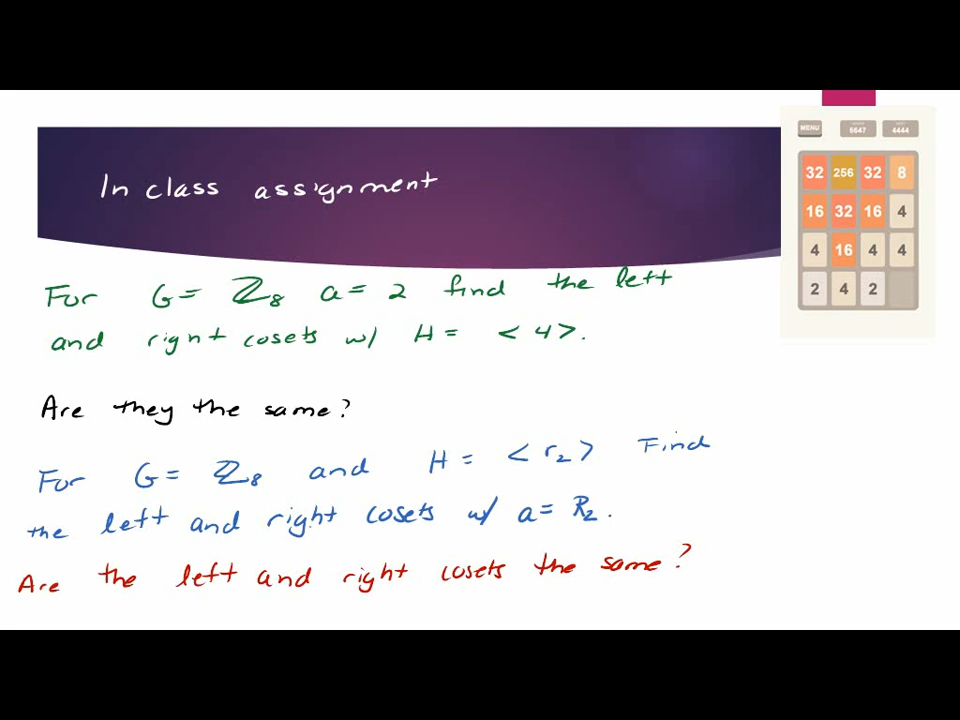 In class assignment
For G = ℤ₈ a = 2 find the left
and right cosets w/ H = <4>.
Are they the same?
For G = ℤ₈ and H = <r₂> Find
the left and right cosets w/ a = R₂.
Are the left and right cosets the same?
MENU
5647
4444
32 256 32 8
16 32 16 4
4 16 4 4
2 4 2